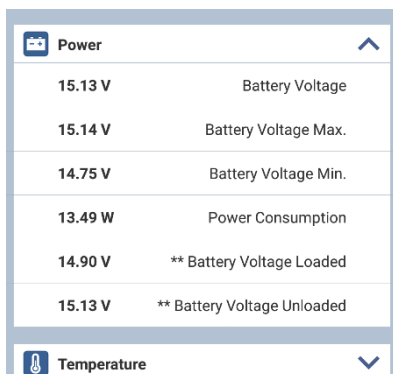 Power
15.13 V Battery Voltage
15.14 V Battery Voltage Max.
14.75 V Battery Voltage Min.
13.49 W Power Consumption
14.90 V ** Battery Voltage Loaded
15.13 V ** Battery Voltage Unloaded
Temperature